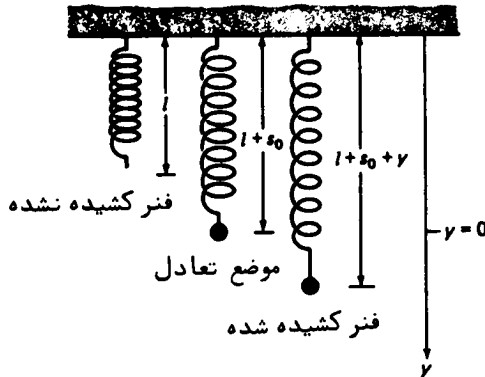 l
l + s₀
l + s₀ + y
y = 0
فنر کشیده نشده
موضع تعادل
فنر کشیده شده
y